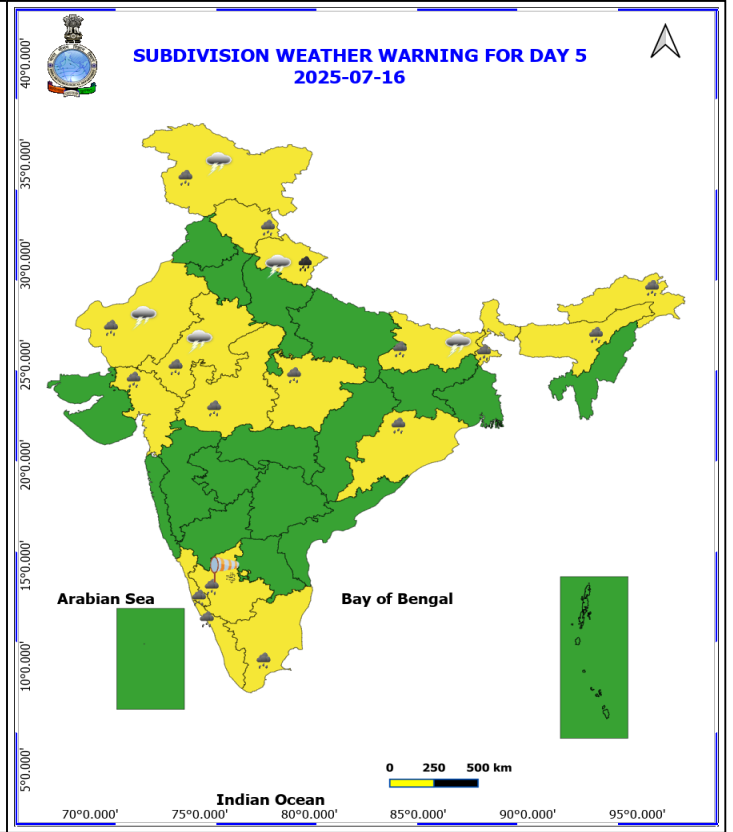 SUBDIVISION WEATHER WARNING FOR DAY 5
2025-07-16
40°0.000'
35°0.000'
30°0.000'
25°0.000'
20°0.000'
15°0.000'
10°0.000'
5°0.000'
Arabian Sea
Bay of Bengal
0 250 500 km
Indian Ocean
70°0.000' 75°0.000' 80°0.000' 85°0.000' 90°0.000' 95°0.000'